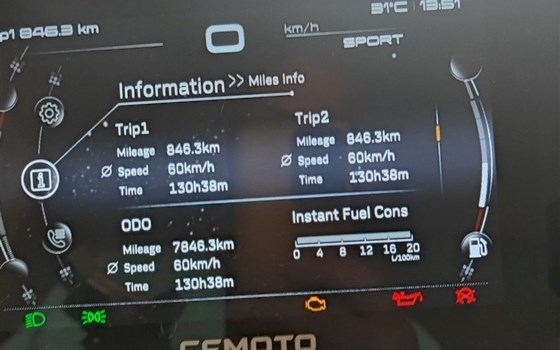 p1 846.3 km
31°C 13:51
0
km/h
SPORT
Information >> Miles Info
Trip1
Mileage 846.3km
Ø Speed 60km/h
Time 130h38m
Trip2
Mileage 846.3km
Ø Speed 60km/h
Time 130h38m
ODO
Mileage 7846.3km
Ø Speed 60km/h
Time 130h38m
Instant Fuel Cons
0 4 8 12 16 20
L/100km
CFMOTO